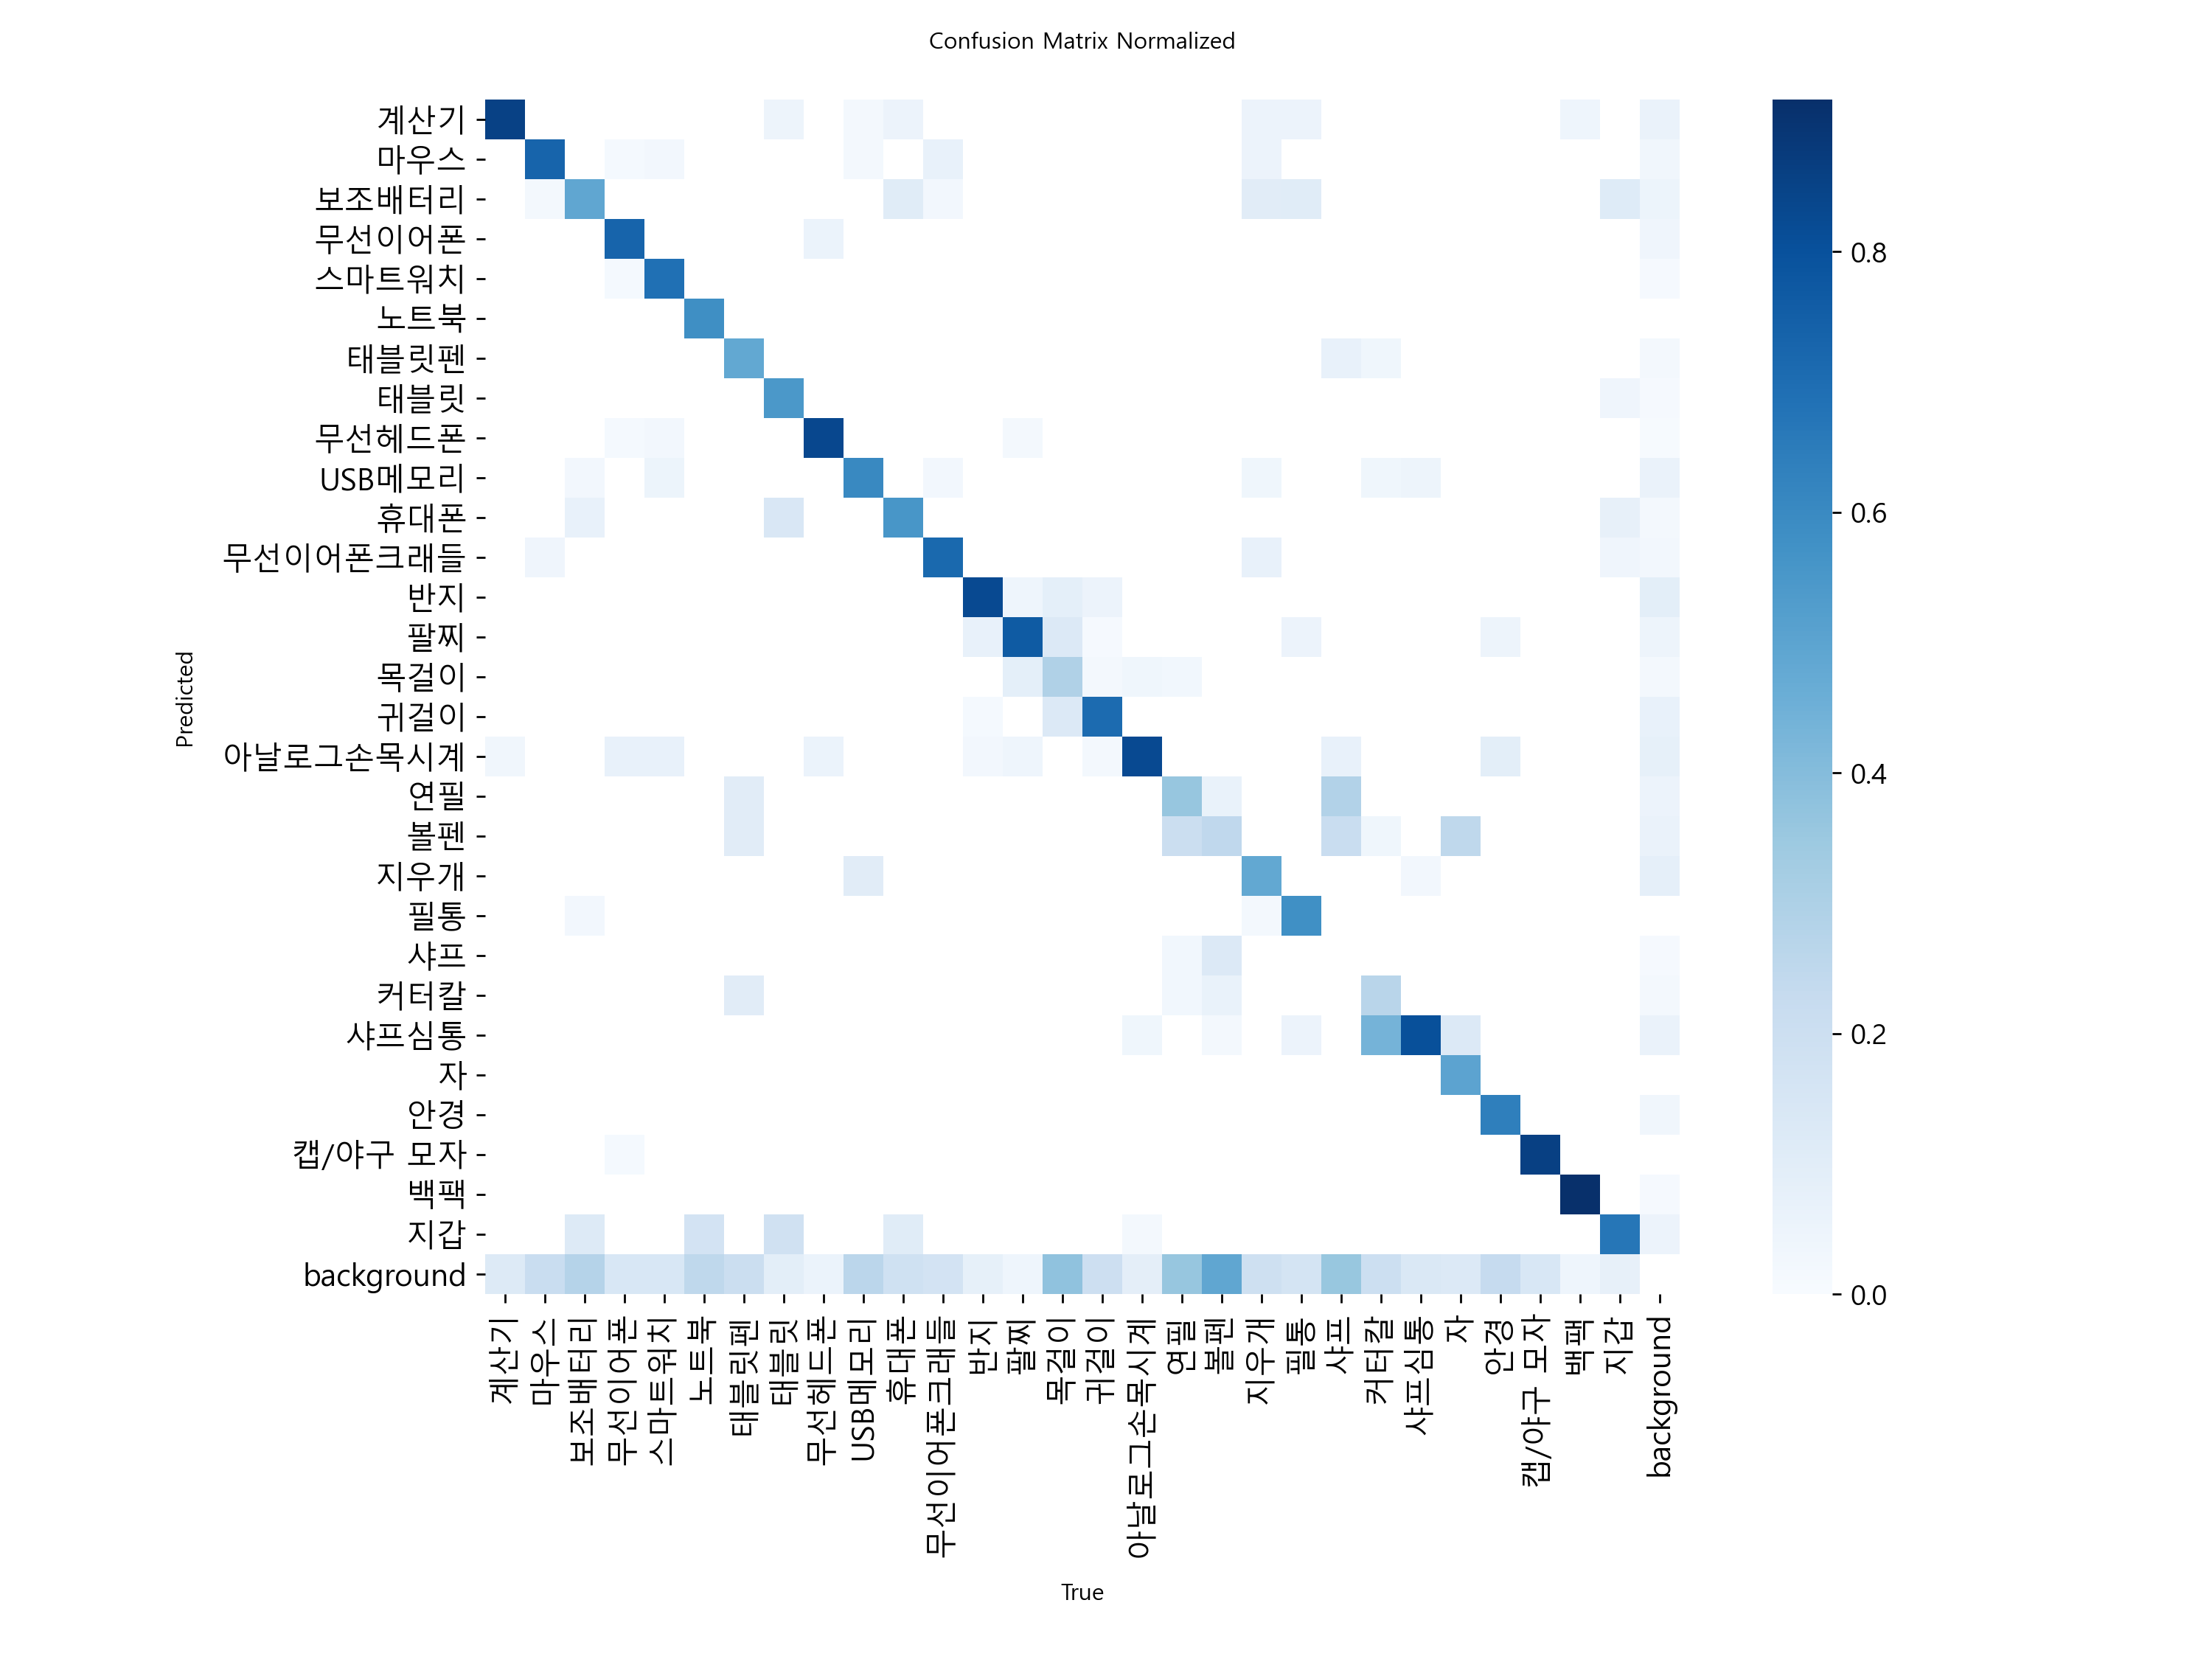 Confusion Matrix Normalized
계산기
마우스
보조배터리
무선이어폰
스마트워치
노트북
태블릿펜
태블릿
무선헤드폰
USB메모리
휴대폰
무선이어폰크래들
반지
팔찌
목걸이
귀걸이
아날로그손목시계
연필
볼펜
지우개
필통
샤프
커터칼
샤프심통
자
안경
캡/야구 모자
백팩
지갑
background
Predicted
계산기
마우스
보조배터리
무선이어폰
스마트워치
노트북
태블릿펜
태블릿
무선헤드폰
USB메모리
휴대폰
무선이어폰크래들
반지
팔찌
목걸이
귀걸이
아날로그손목시계
연필
볼펜
지우개
필통
샤프
커터칼
샤프심통
자
안경
캡/야구 모자
백팩
지갑
background
True
0.8
0.6
0.4
0.2
0.0